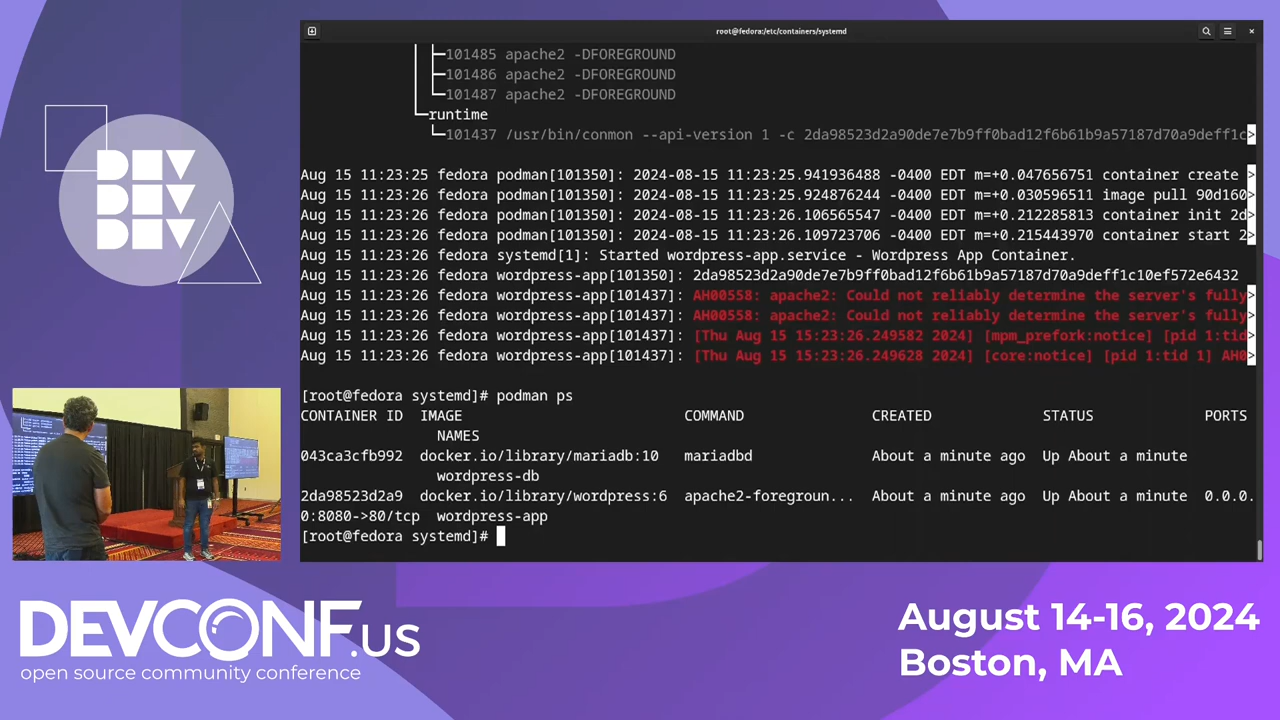 root@fedora:/etc/containers/systemd
101485 apache2 -DFOREGROUND
101486 apache2 -DFOREGROUND
101487 apache2 -DFOREGROUND
runtime
101437 /usr/bin/conmon --api-version 1 -c 2da98523d2a90de7e7b9ff0bad12f6b61b9a57187d70a9deff1c>
Aug 15 11:23:25 fedora podman[101350]: 2024-08-15 11:23:25.941936488 -0400 EDT m=+0.047656751 container create >
Aug 15 11:23:26 fedora podman[101350]: 2024-08-15 11:23:25.924876244 -0400 EDT m=+0.030596511 image pull 90d160>
Aug 15 11:23:26 fedora podman[101350]: 2024-08-15 11:23:26.106565547 -0400 EDT m=+0.212285813 container init 2d>
Aug 15 11:23:26 fedora podman[101350]: 2024-08-15 11:23:26.109723706 -0400 EDT m=+0.215443970 container start 2>
Aug 15 11:23:26 fedora systemd[1]: Started wordpress-app.service - Wordpress App Container.
Aug 15 11:23:26 fedora wordpress-app[101350]: 2da98523d2a90de7e7b9ff0bad12f6b61b9a57187d70a9deff1c10ef572e6432
Aug 15 11:23:26 fedora wordpress-app[101437]: AH00558: apache2: Could not reliably determine the server's fully>
Aug 15 11:23:26 fedora wordpress-app[101437]: AH00558: apache2: Could not reliably determine the server's fully>
Aug 15 11:23:26 fedora wordpress-app[101437]: [Thu Aug 15 15:23:26.249582 2024] [mpm_prefork:notice] [pid 1:tid>
Aug 15 11:23:26 fedora wordpress-app[101437]: [Thu Aug 15 15:23:26.249628 2024] [core:notice] [pid 1:tid 1] AH0>
[root@fedora systemd]# podman ps
CONTAINER ID IMAGE COMMAND CREATED STATUS PORTS
NAMES
043ca3cfb992 docker.io/library/mariadb:10 mariadbd About a minute ago Up About a minute
wordpress-db
2da98523d2a9 docker.io/library/wordpress:6 apache2-foregroun... About a minute ago Up About a minute 0.0.0.
0:8080->80/tcp wordpress-app
[root@fedora systemd]#
DEV
DEV
DEV
DEVCONF.US
open source community conference
August 14-16, 2024
Boston, MA